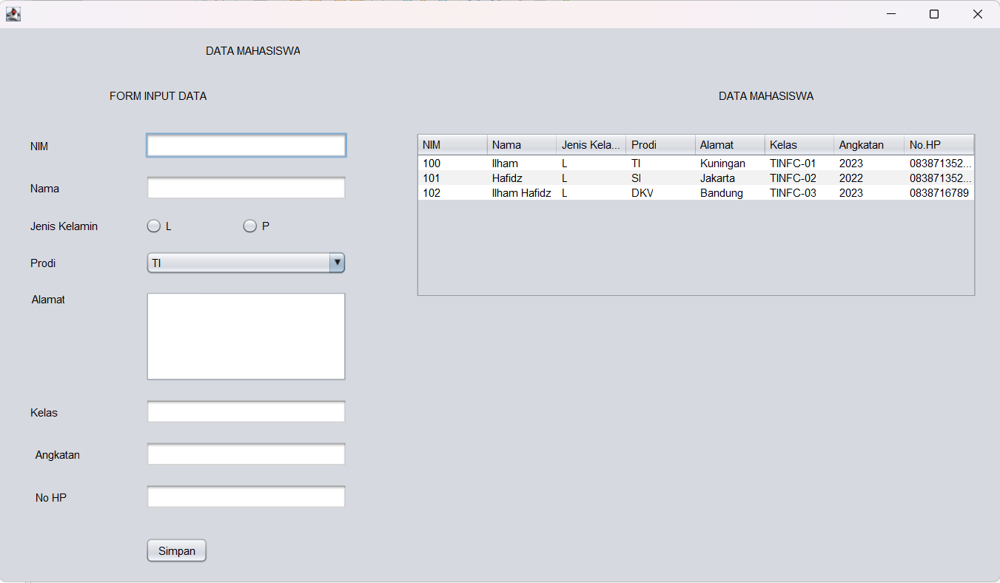 DATA MAHASISWA
FORM INPUT DATA
NIM
Nama
Jenis Kelamin L P
Prodi TI
Alamat
Kelas
Angkatan
No HP
Simpan
DATA MAHASISWA
NIM Nama Jenis Kela... Prodi Alamat Kelas Angkatan No.HP
100 Ilham L TI Kuningan TINFC-01 2023 083871352...
101 Hafidz L SI Jakarta TINFC-02 2022 083871352...
102 Ilham Hafidz L DKV Bandung TINFC-03 2023 0838716789